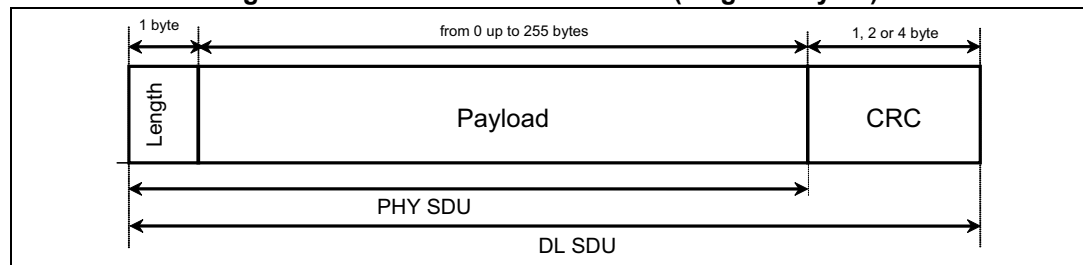 1 byte from 0 up to 255 bytes 1, 2 or 4 byte
Length Payload CRC
PHY SDU
DL SDU